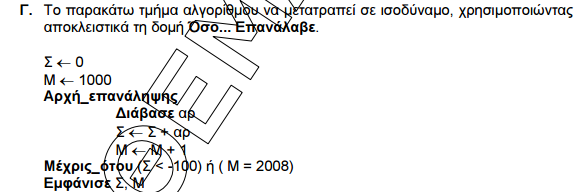 Γ. Το παρακάτω τμήμα αλγορίθμου να μετατραπεί σε ισοδύναμο, χρησιμοποιώντας
αποκλειστικά τη δομή Όσο... Επανάλαβε.
Σ ← 0
Μ ← 1000
Αρχή_επανάληψης
Διάβασε αρ
Σ ← Σ + αρ
Μ ← Μ + 1
Μέχρις_ότου (Σ < -100) ή ( Μ = 2008)
Εμφάνισε Σ, Μ